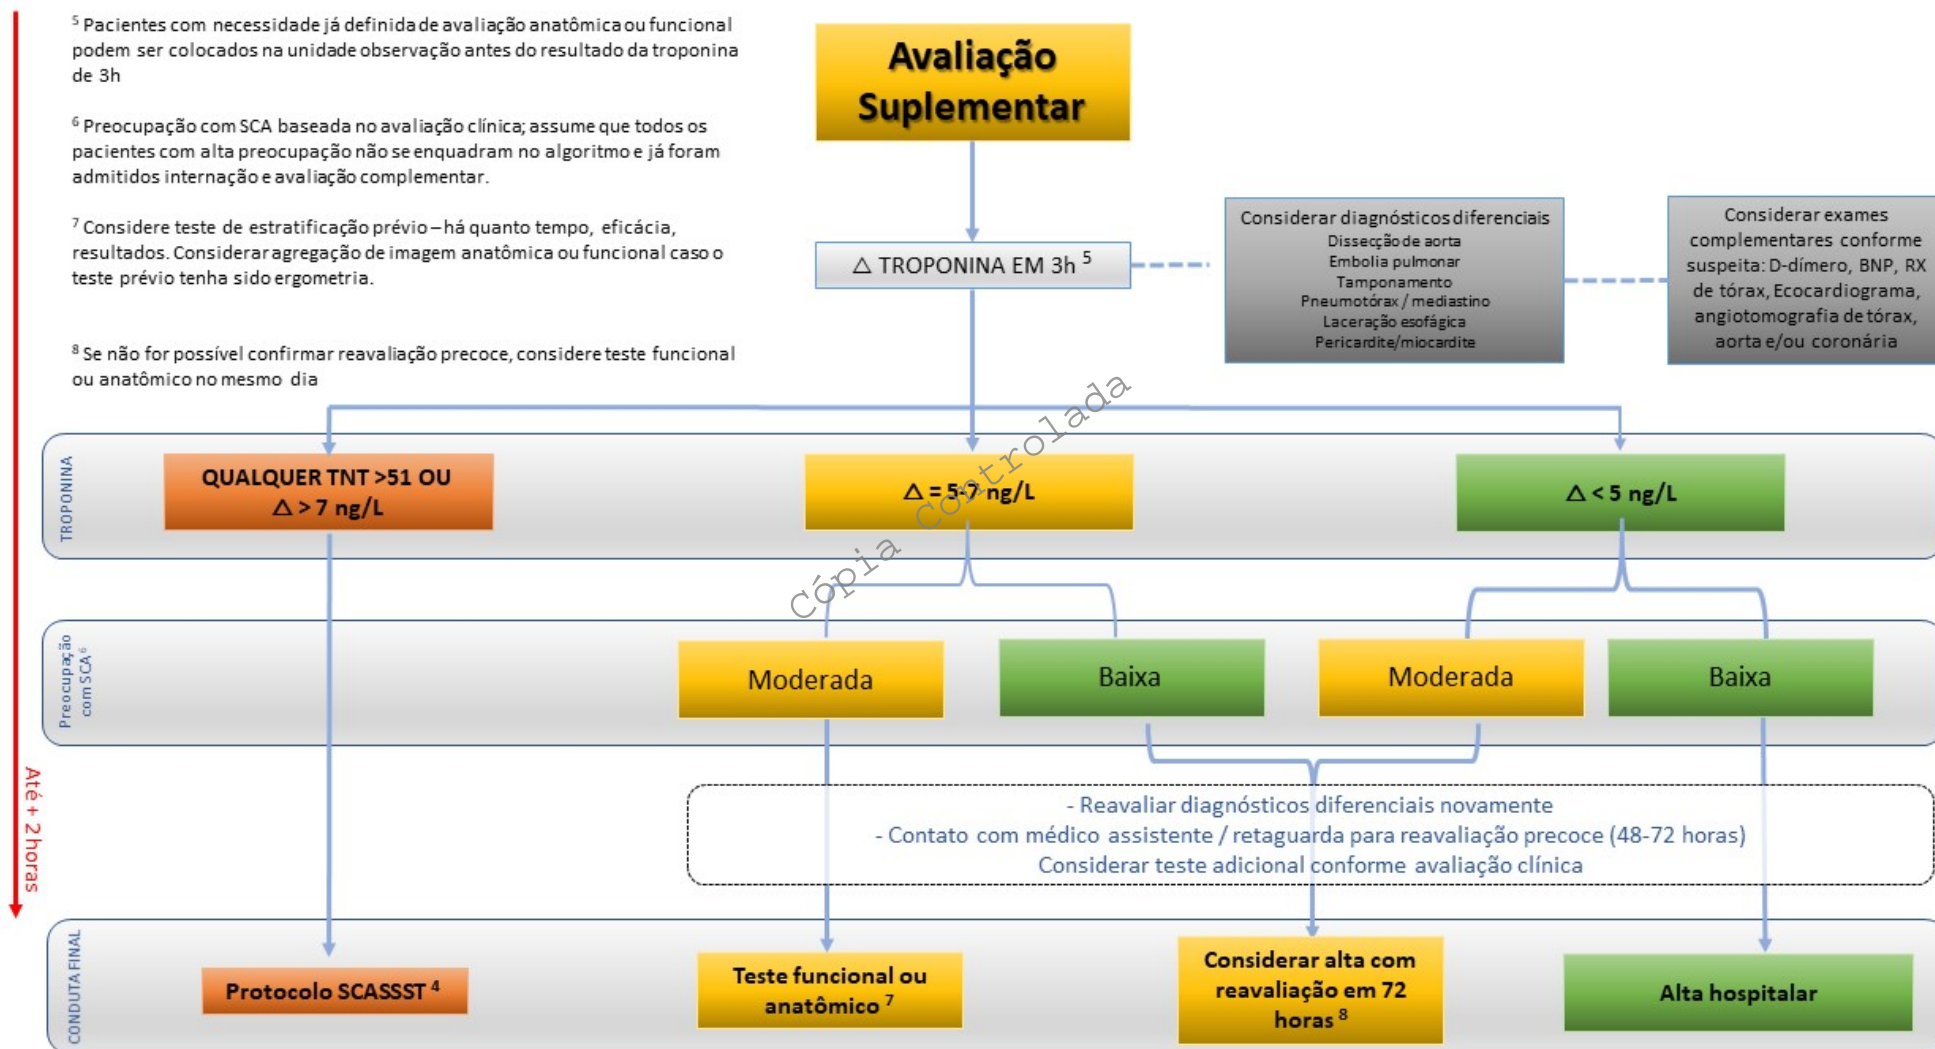 ⁵ Pacientes com necessidade já definida de avaliação anatômica ou funcional
podem ser colocados na unidade observação antes do resultado da troponina
de 3h
⁶ Preocupação com SCA baseada no avaliação clínica; assume que todos os
pacientes com alta preocupação não se enquadram no algoritmo e já foram
admitidos internação e avaliação complementar.
⁷ Considere teste de estratificação prévio – há quanto tempo, eficácia,
resultados. Considerar agregação de imagem anatômica ou funcional caso o
teste prévio tenha sido ergometria.
⁸ Se não for possível confirmar reavaliação precoce, considere teste funcional
ou anatômico no mesmo dia
Avaliação
Suplementar
△ TROPONINA EM 3h ⁵
Considerar diagnósticos diferenciais
Dissecção de aorta
Embolia pulmonar
Tamponamento
Pneumotórax / mediastino
Laceração esofágica
Pericardite/miocardite
Considerar exames
complementares conforme
suspeita: D-dímero, BNP, RX
de tórax, Ecocardiograma,
angiotomografia de tórax,
aorta e/ou coronária
Cópia Controlada
TROPONINA
QUALQUER TNT >51 OU
△ > 7 ng/L
△ = 5-7 ng/L
△ < 5 ng/L
Preocupação
com SCA⁶
Moderada
Baixa
Moderada
Baixa
Até + 2 horas
- Reavaliar diagnósticos diferenciais novamente
- Contato com médico assistente / retaguarda para reavaliação precoce (48-72 horas)
Considerar teste adicional conforme avaliação clínica
CONDUTA FINAL
Protocolo SCASSST ⁴
Teste funcional ou
anatômico ⁷
Considerar alta com
reavaliação em 72
horas ⁸
Alta hospitalar